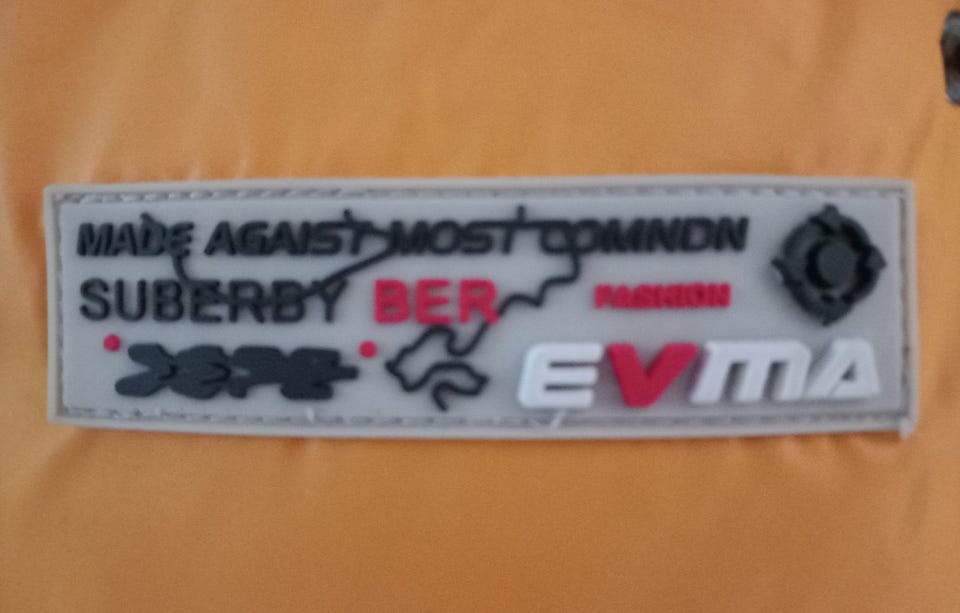 MADE AGAIST MOST COMNDN
SUBERBY BER FASHION
EVMA